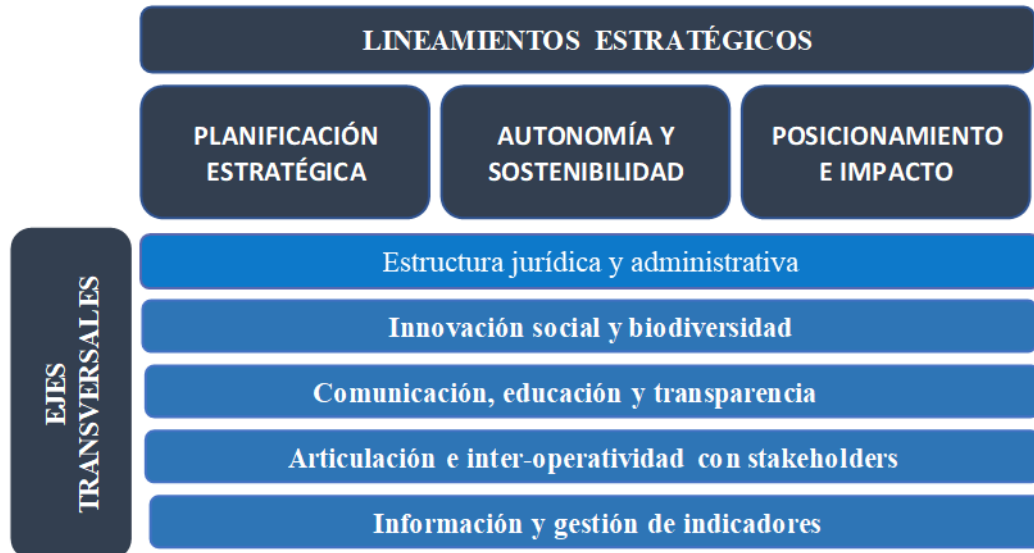 LINEAMIENTOS ESTRATÉGICOS
PLANIFICACIÓN
ESTRATÉGICA
AUTONOMÍA Y
SOSTENIBILIDAD
POSICIONAMIENTO
E IMPACTO
EJES
TRANSVERSALES
Estructura jurídica y administrativa
Innovación social y biodiversidad
Comunicación, educación y transparencia
Articulación e inter-operatividad con stakeholders
Información y gestión de indicadores